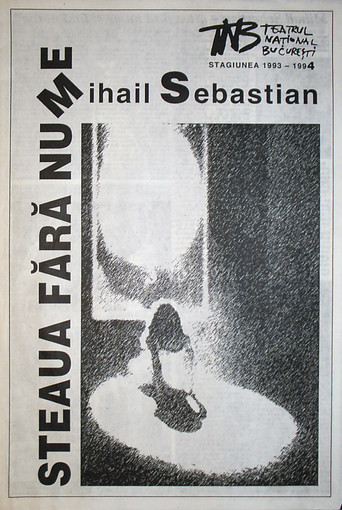 TNB TEATRUL
NAȚIONAL
BUCUREȘTI
STAGIUNEA 1993 – 1994
Mihail Sebastian
STEAUA FĂRĂ NUME